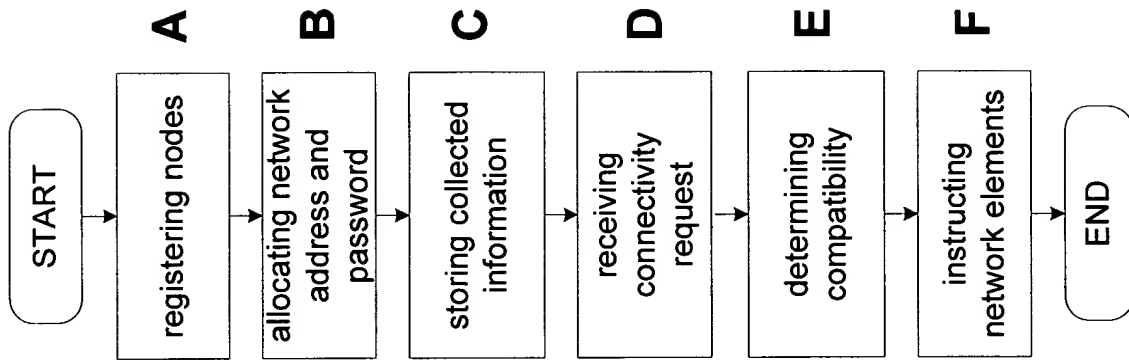 START
registering nodes
A
allocating network
address and
password
B
storing collected
information
C
receiving
connectivity
request
D
determining
compatibility
E
instructing
network elements
F
END